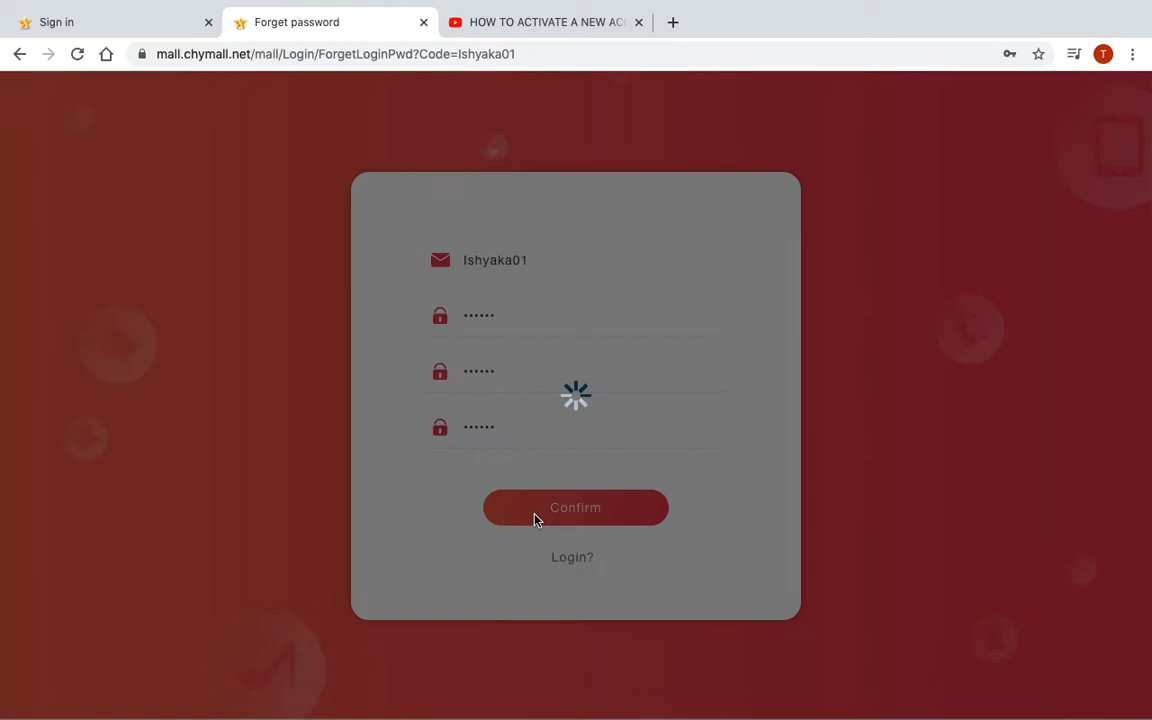 Sign in
Forget password
HOW TO ACTIVATE A NEW AC
mall.chymall.net/mall/Login/ForgetLoginPwd?Code=Ishyaka01
T
Ishyaka01
••••••
••••••
••••••
Confirm
Login?